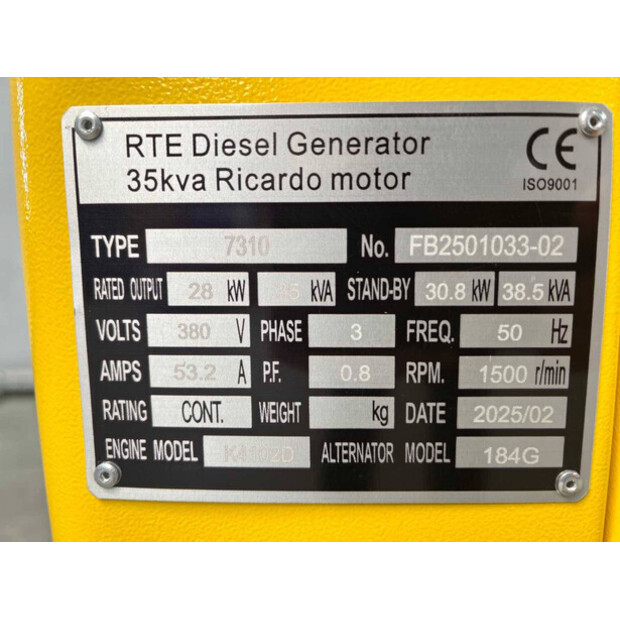 RTE Diesel Generator
35kva Ricardo motor
CE
ISO9001
TYPE 7310 No. FB2501033-02
RATED OUTPUT 28 kW 35 kVA STAND-BY 30.8 kW 38.5 kVA
VOLTS 380 V PHASE 3 FREQ. 50 Hz
AMPS 53.2 A P.F. 0.8 RPM. 1500 r/min
RATING CONT. WEIGHT kg DATE 2025/02
ENGINE MODEL K4102D ALTERNATOR MODEL 184G